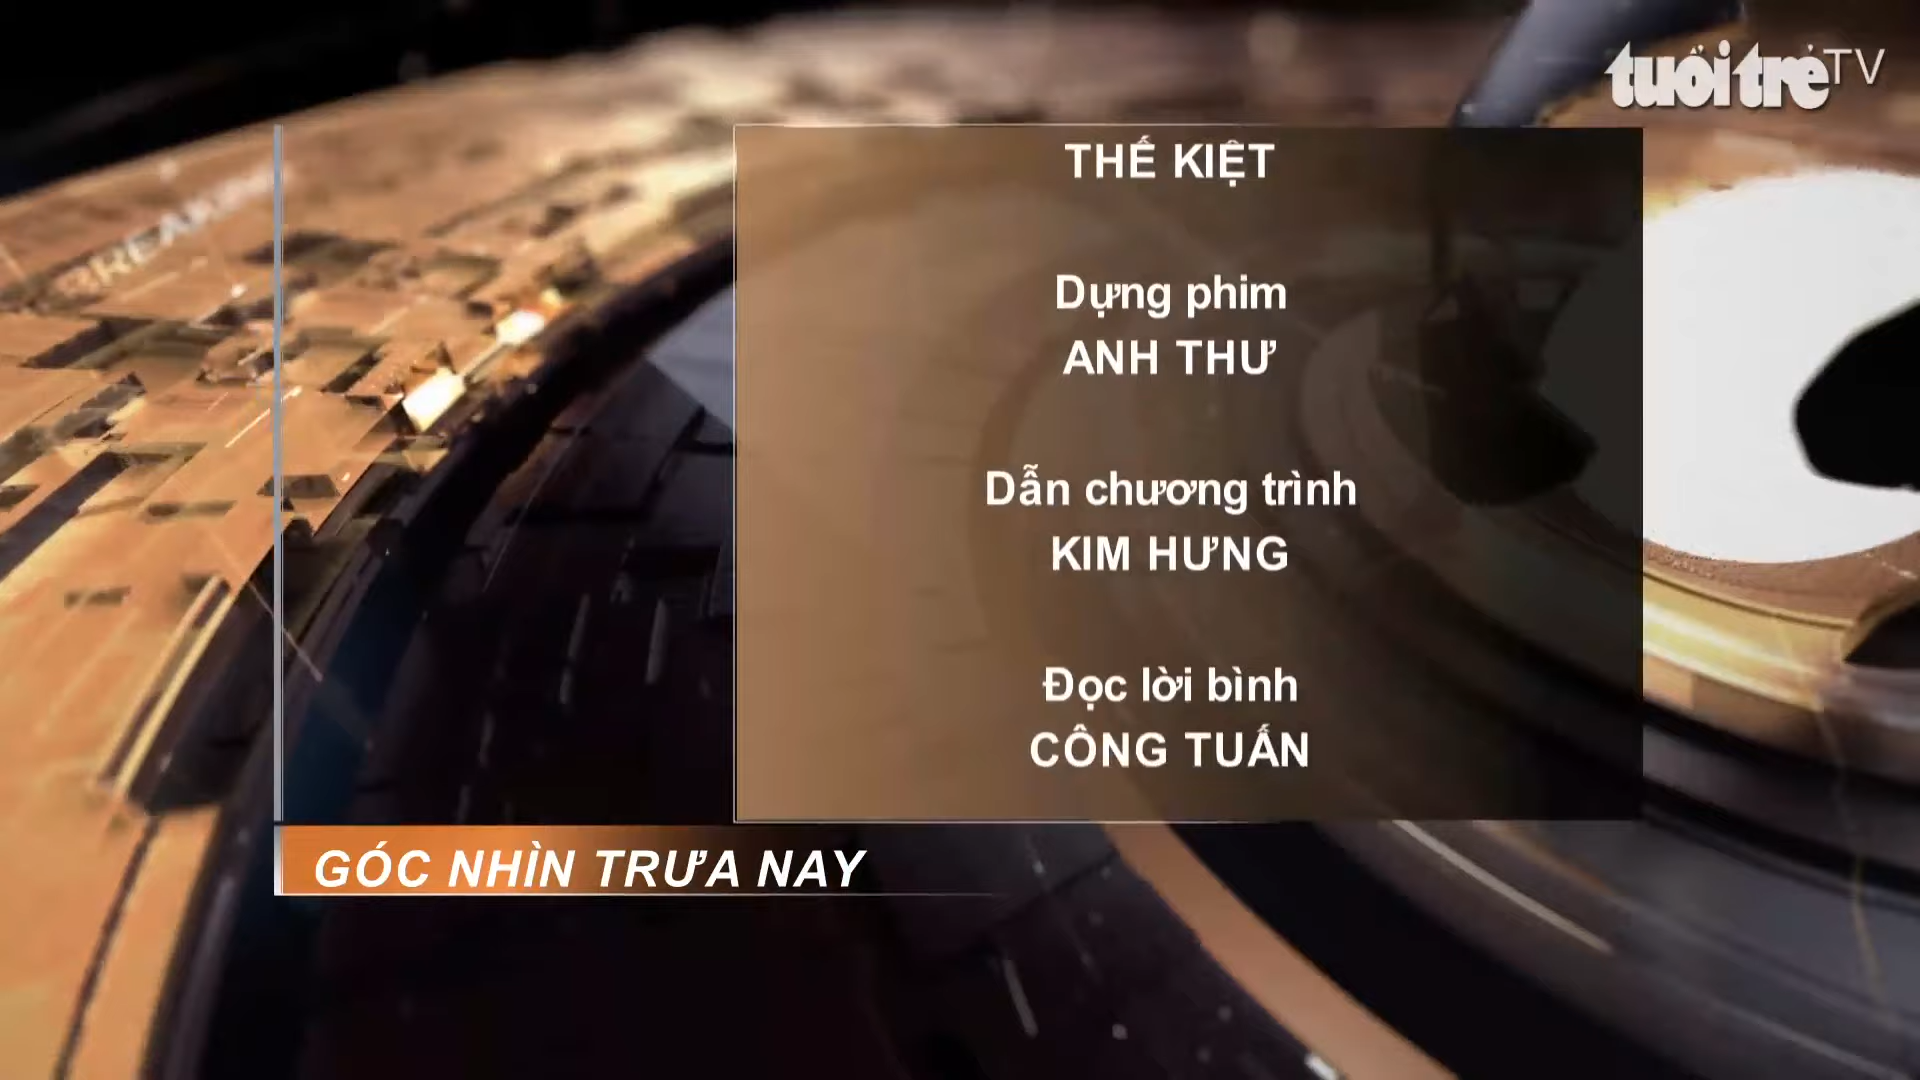 tuổi trẻ TV
BREAKING
THẾ KIỆT
Dựng phim
ANH THƯ
Dẫn chương trình
KIM HƯNG
Đọc lời bình
CÔNG TUẤN
GÓC NHÌN TRƯA NAY